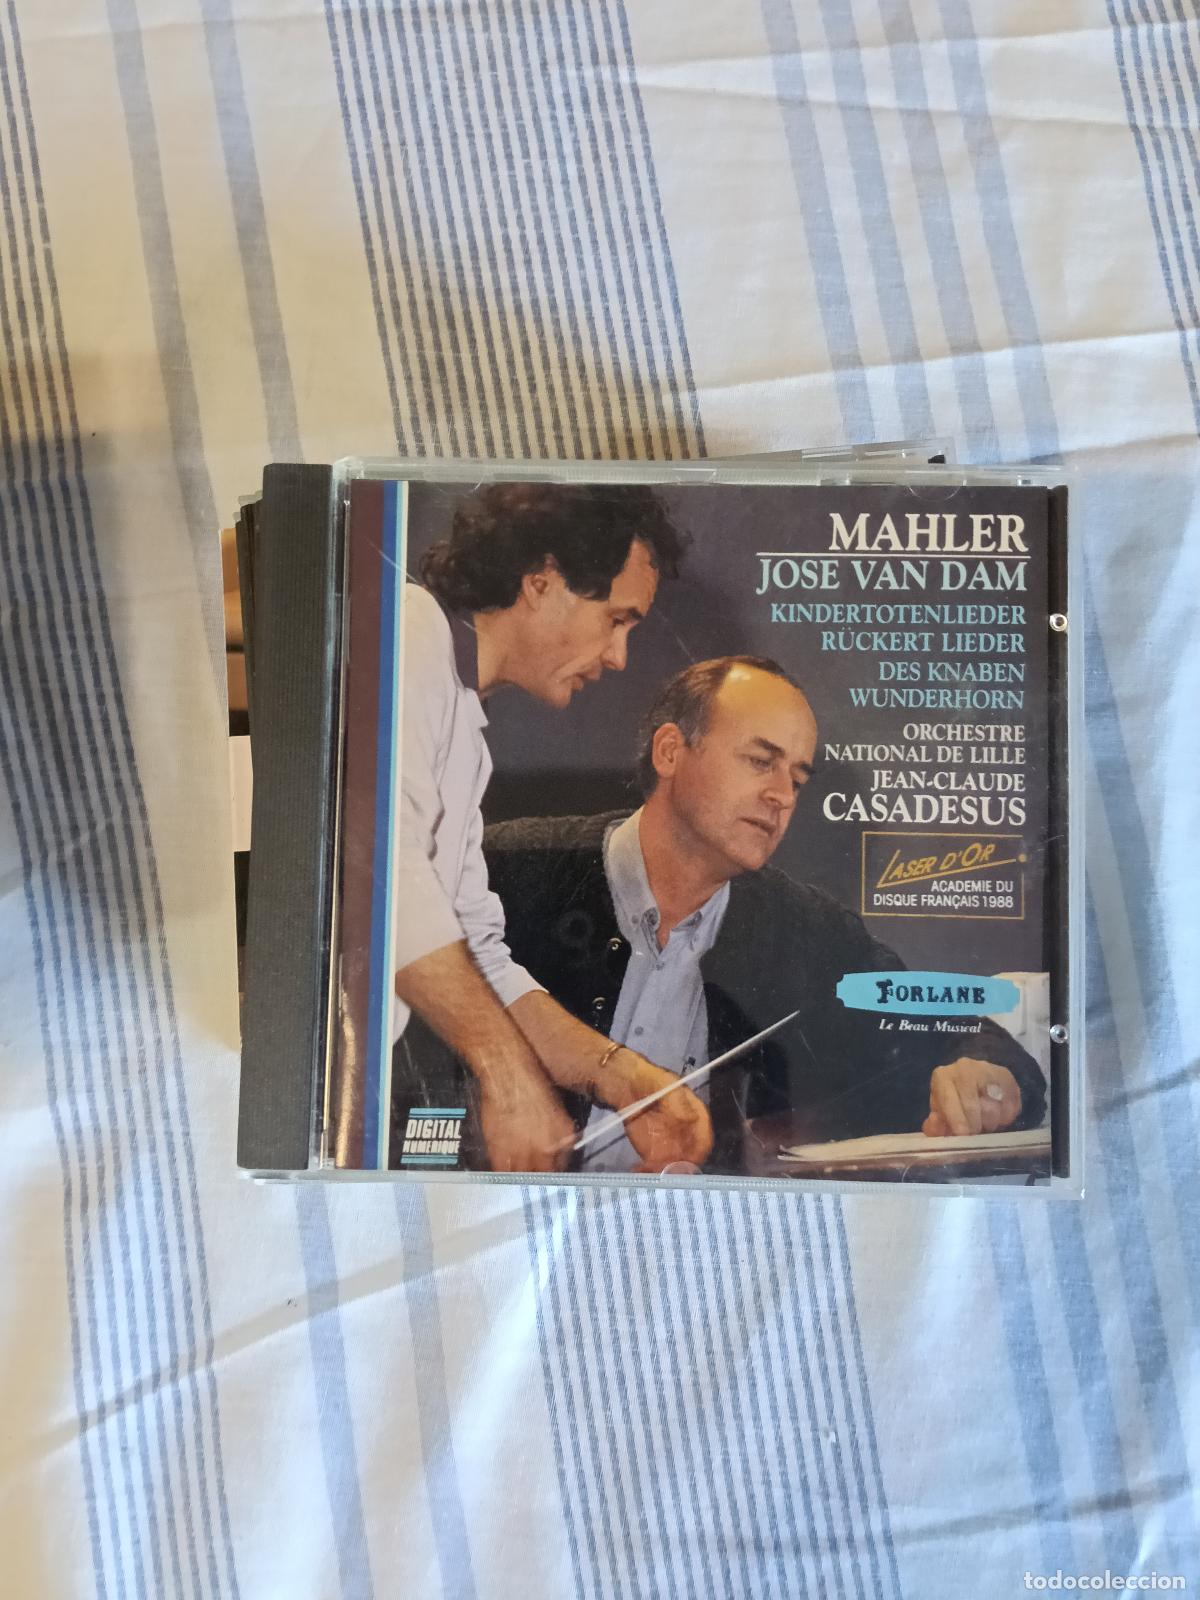 MAHLER
JOSE VAN DAM
KINDERTOTENLIEDER
RÜCKERT LIEDER
DES KNABEN
WUNDERHORN
ORCHESTRE
NATIONAL DE LILLE
JEAN-CLAUDE
CASADESUS
LASER D'OR
ACADEMIE DU
DISQUE FRANÇAIS 1988
FORLANE
Le Beau Musical
DIGITAL
NUMERIQUE
todocoleccion